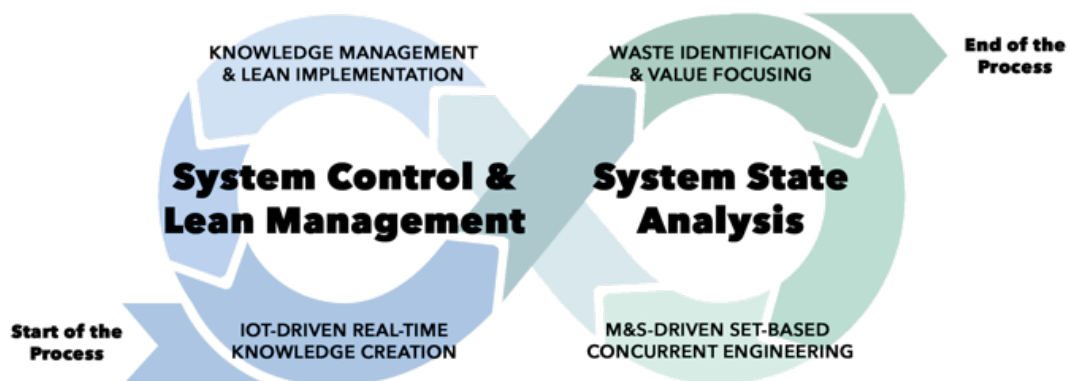 KNOWLEDGE MANAGEMENT
& LEAN IMPLEMENTATION
WASTE IDENTIFICATION
& VALUE FOCUSING
End of the
Process
System Control &
Lean Management
System State
Analysis
Start of the
Process
IOT-DRIVEN REAL-TIME
KNOWLEDGE CREATION
M&S-DRIVEN SET-BASED
CONCURRENT ENGINEERING